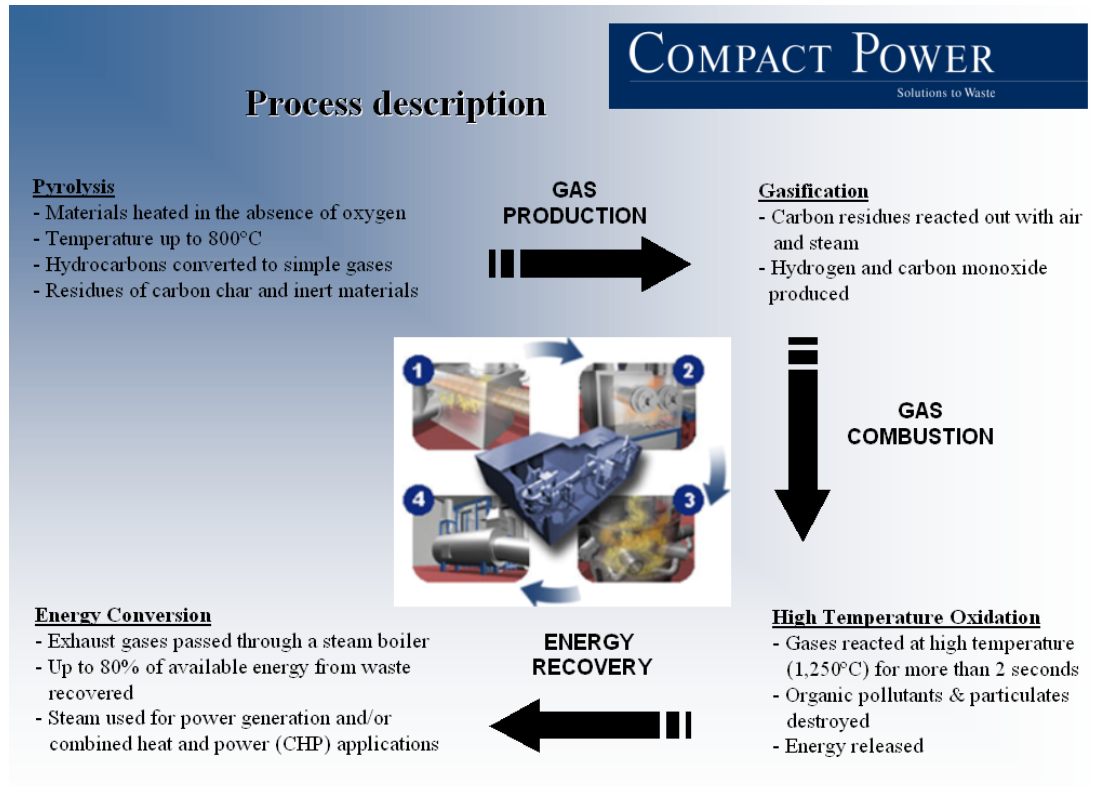 COMPACT POWER
Solutions to Waste
Process description
Pyrolysis
- Materials heated in the absence of oxygen
- Temperature up to 800°C
- Hydrocarbons converted to simple gases
- Residues of carbon char and inert materials
GAS
PRODUCTION
Gasification
- Carbon residues reacted out with air
and steam
- Hydrogen and carbon monoxide
produced
1
2
GAS
COMBUSTION
4
3
Energy Conversion
- Exhaust gases passed through a steam boiler
- Up to 80% of available energy from waste
recovered
- Steam used for power generation and/or
combined heat and power (CHP) applications
ENERGY
RECOVERY
High Temperature Oxidation
- Gases reacted at high temperature
(1,250°C) for more than 2 seconds
- Organic pollutants & particulates
destroyed
- Energy released